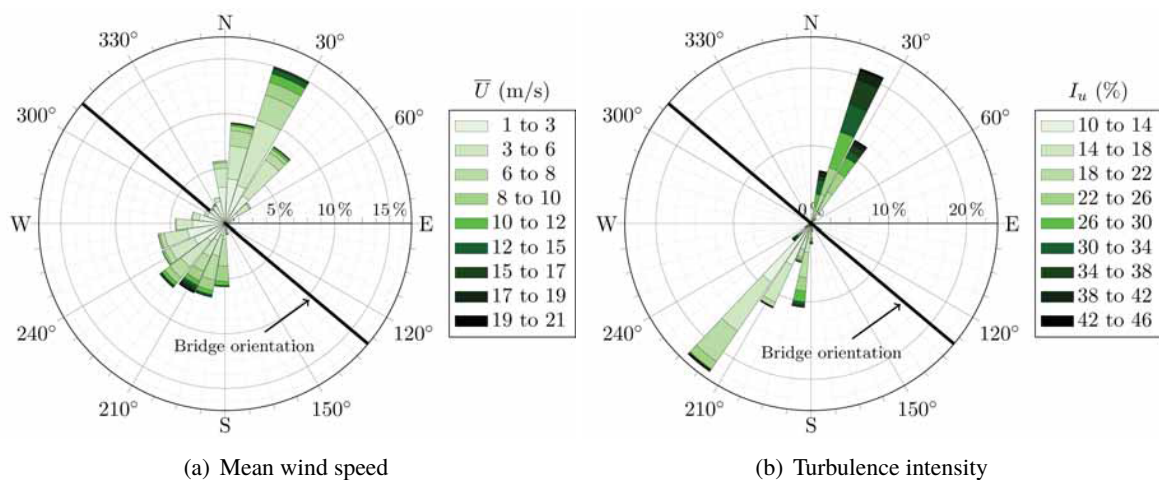 N
30°
60°
E
120°
150°
S
210°
240°
W
300°
330°
5 % 10 % 15 %
Bridge orientation
U (m/s)
1 to 3
3 to 6
6 to 8
8 to 10
10 to 12
12 to 15
15 to 17
17 to 19
19 to 21
(a) Mean wind speed
N
30°
60°
E
120°
150°
S
210°
240°
W
300°
330°
0 % 10 % 20 %
Bridge orientation
I_u (%)
10 to 14
14 to 18
18 to 22
22 to 26
26 to 30
30 to 34
34 to 38
38 to 42
42 to 46
(b) Turbulence intensity